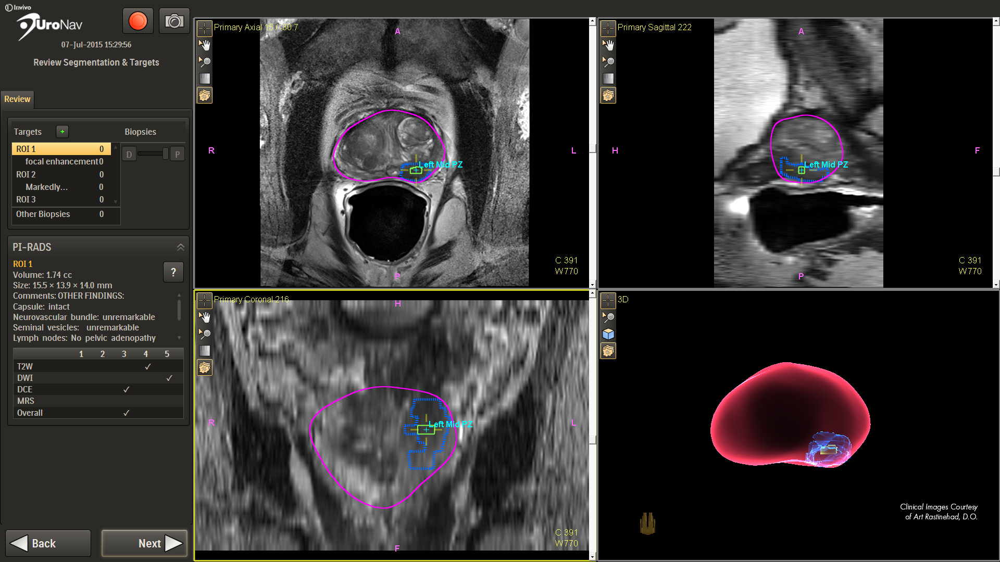 Invivo
UroNav
07-Jul-2015 15:29:56
Review Segmentation & Targets
Review
Targets + Biopsies
ROI 1 0
focal enhancement 0
ROI 2 0
Markedly... 0
ROI 3 0
Other Biopsies 0
D P
PI-RADS
ROI 1
?
Volume: 1.74 cc
Size: 15.5 × 13.9 × 14.0 mm
Comments: OTHER FINDINGS:
Capsule: intact
Neurovascular bundle: unremarkable
Seminal vesicles: unremarkable
Lymph nodes: No pelvic adenopathy
1 2 3 4 5
T2W ✓
DWI ✓
DCE ✓
MRS
Overall ✓
Back
Next
Primary Axial 157-30.7
A
R
L
Left Mid PZ
C 391
W770
P
Primary Sagittal 222
A
H
F
Left Mid PZ
C 391
W770
P
Primary Coronal 216
H
R
L
Left Mid PZ
C 391
W770
F
3D
Clinical Images Courtesy
of Art Rastinehad, D.O.